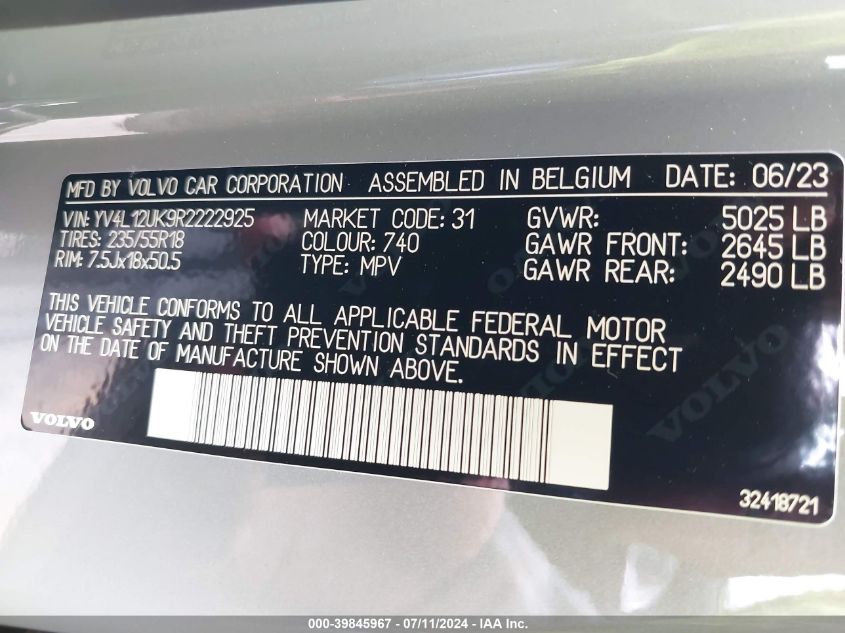 MFD BY VOLVO CAR CORPORATION ASSEMBLED IN BELGIUM DATE: 06/23
VIN: YV4L12UK9R2222925 MARKET CODE: 31 GVWR: 5025 LB
TIRES: 235/55R18 COLOUR: 740 GAWR FRONT: 2645 LB
RIM: 7.5Jx18x50.5 TYPE: MPV GAWR REAR: 2490 LB
THIS VEHICLE CONFORMS TO ALL APPLICABLE FEDERAL MOTOR
VEHICLE SAFETY AND THEFT PREVENTION STANDARDS IN EFFECT
ON THE DATE OF MANUFACTURE SHOWN ABOVE.
VOLVO
VOLVO
32418721
000-39845967 - 07/11/2024 - IAA Inc.